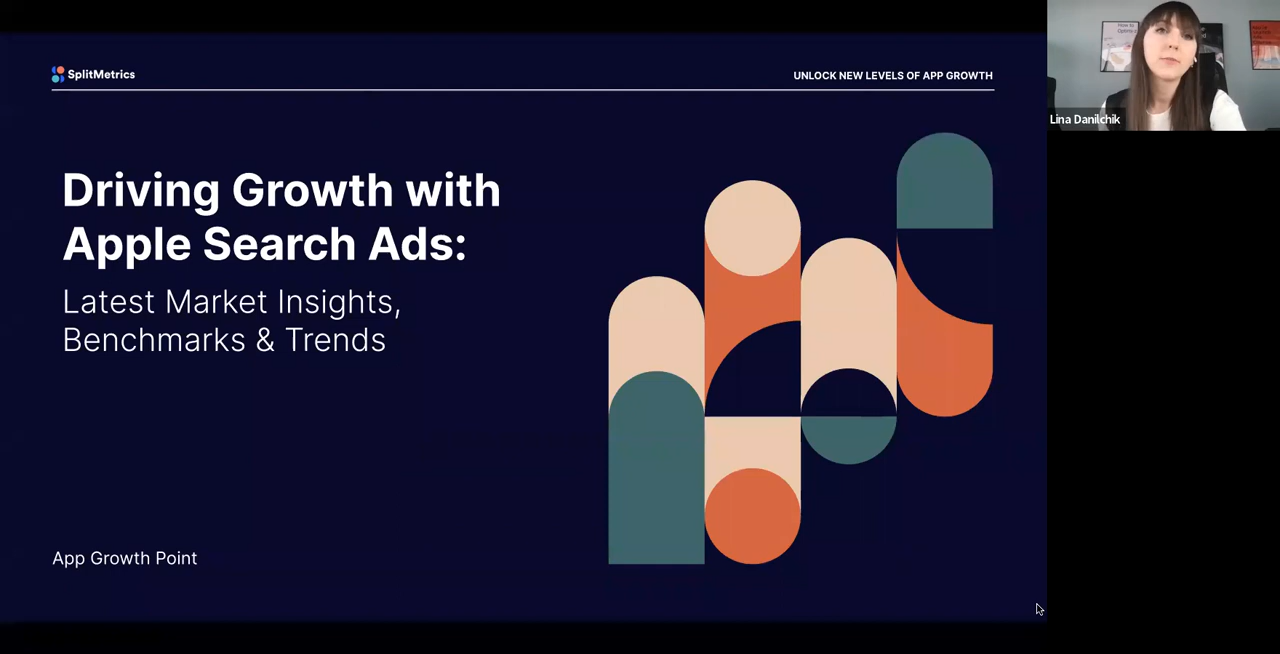 SplitMetrics
UNLOCK NEW LEVELS OF APP GROWTH
Driving Growth with
Apple Search Ads:
Latest Market Insights,
Benchmarks & Trends
App Growth Point
Lina Danilchik